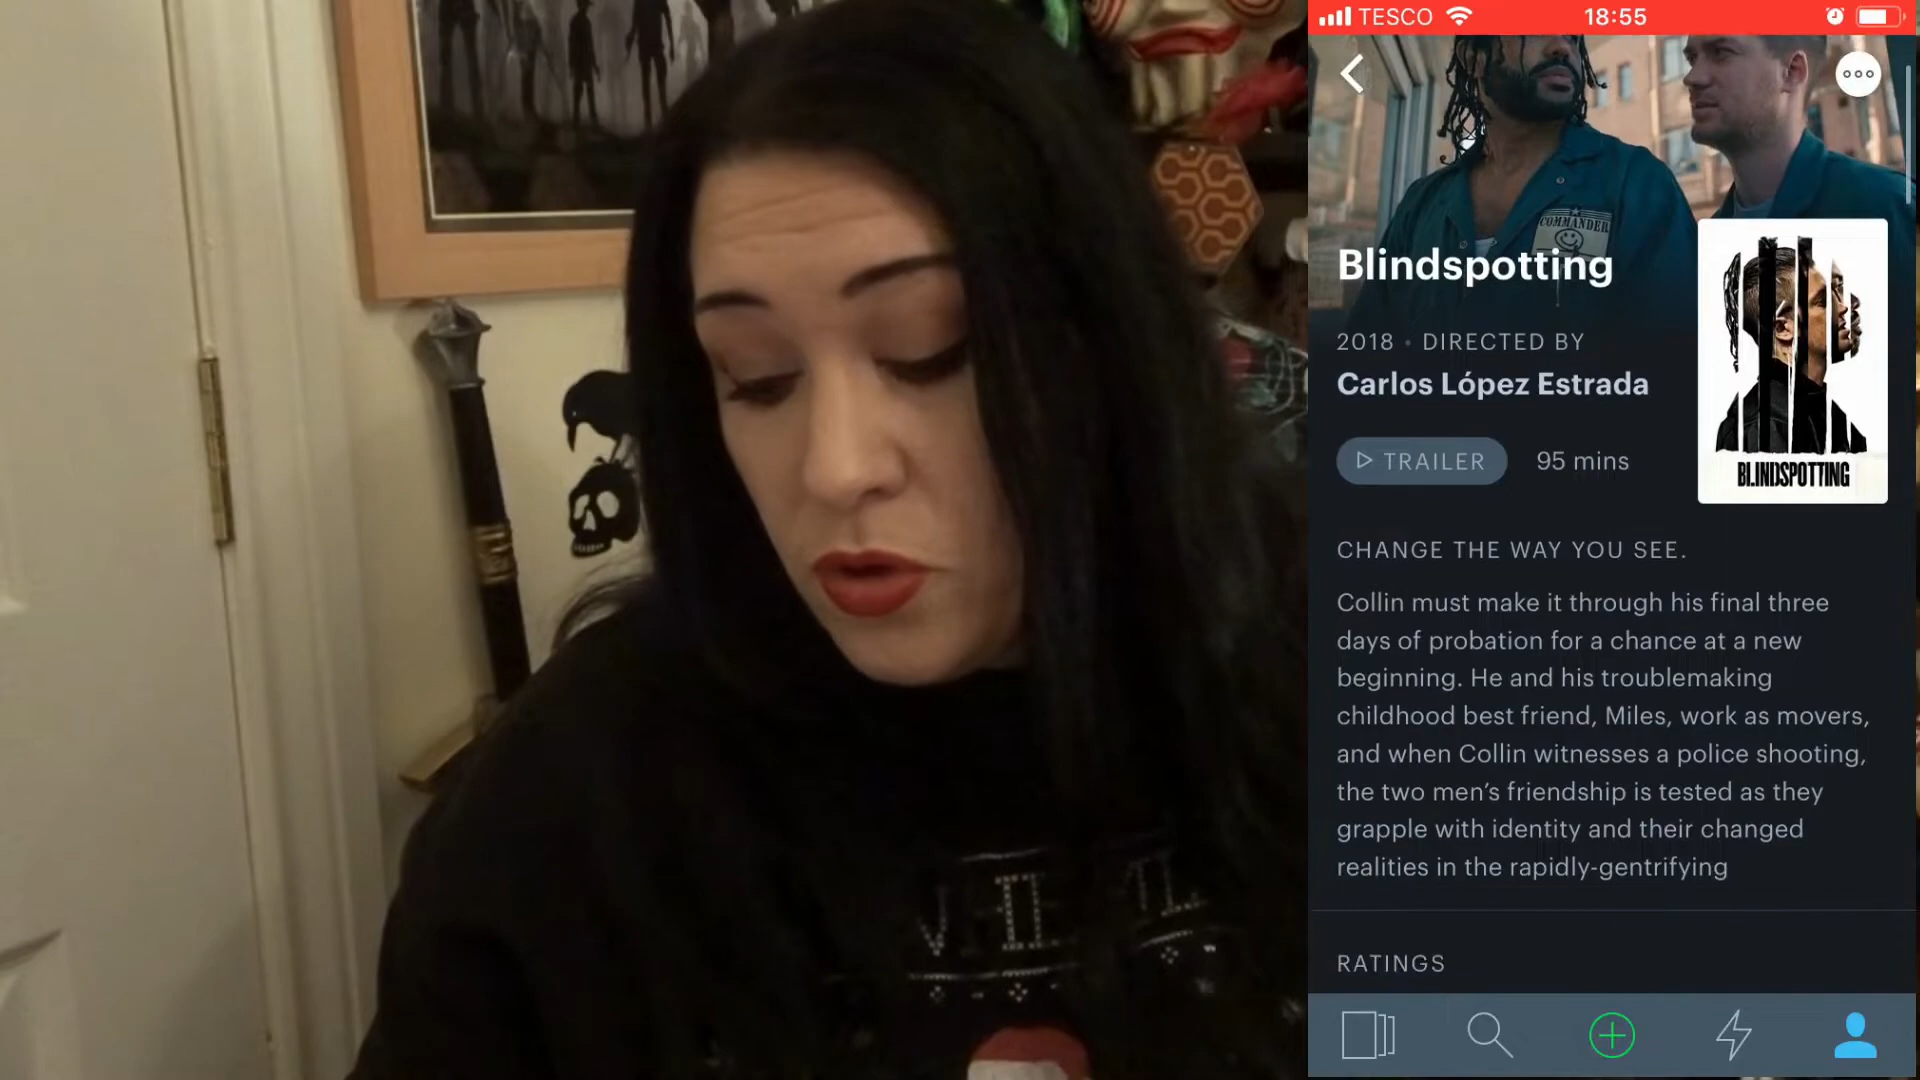 TESCO
18:55
COMMANDER
Blindspotting
2018 • DIRECTED BY
Carlos López Estrada
TRAILER
95 mins
BLINDSPOTTING
CHANGE THE WAY YOU SEE.
Collin must make it through his final three
days of probation for a chance at a new
beginning. He and his troublemaking
childhood best friend, Miles, work as movers,
and when Collin witnesses a police shooting,
the two men’s friendship is tested as they
grapple with identity and their changed
realities in the rapidly-gentrifying
RATINGS